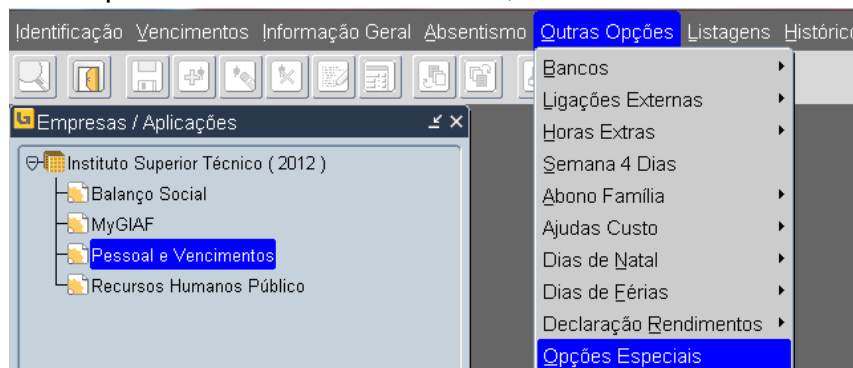 Identificação Vencimentos Informação Geral Absentismo Outras Opções Listagens Histórico
Empresas / Aplicações
Instituto Superior Técnico ( 2012 )
Balanço Social
MyGIAF
Pessoal e Vencimentos
Recursos Humanos Público
Bancos
Ligações Externas
Horas Extras
Semana 4 Dias
Abono Família
Ajudas Custo
Dias de Natal
Dias de Férias
Declaração Rendimentos
Opções Especiais